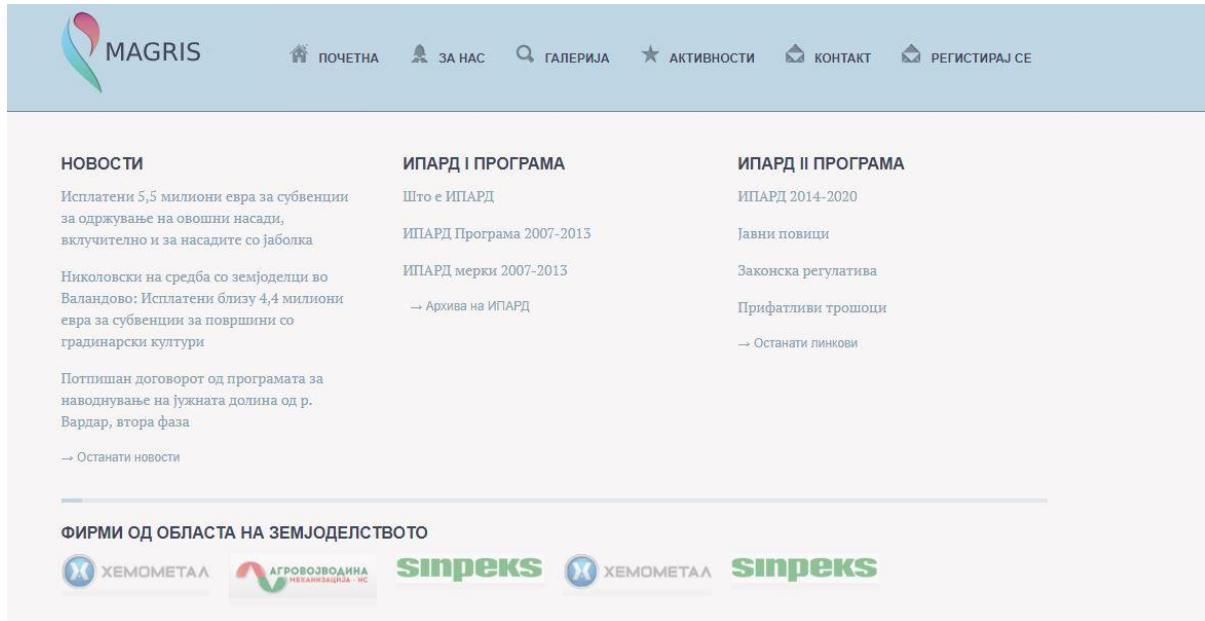 MAGRIS
ПОЧЕТНА
ЗА НАС
ГАЛЕРИЈА
АКТИВНОСТИ
КОНТАКТ
РЕГИСТИРАЈ СЕ
НОВОСТИ
Исплатени 5,5 милиони евра за субвенции
за одржување на овошни насади,
вклучително и за насадите со јаболка
Николовски на средба со земјоделци во
Валандово: Исплатени близу 4,4 милиони
евра за субвенции за површини со
градинарски култури
Потпишан договорот од програмата за
наводнување на јужната долина од р.
Вардар, втора фаза
→ Останати новости
ИПАРД I ПРОГРАМА
Што е ИПАРД
ИПАРД Програма 2007-2013
ИПАРД мерки 2007-2013
→ Архива на ИПАРД
ИПАРД II ПРОГРАМА
ИПАРД 2014-2020
Јавни повици
Законска регулатива
Прифатливи трошоци
→ Останати линкови
ФИРМИ ОД ОБЛАСТА НА ЗЕМЈОДЕЛСТВОТО
ХЕМОМЕТАЛ
АГРОВОЈВОДИНА
МЕХАНИЗАЦИЈА - НС
sinpeks
ХЕМОМЕТАЛ
sinpeks